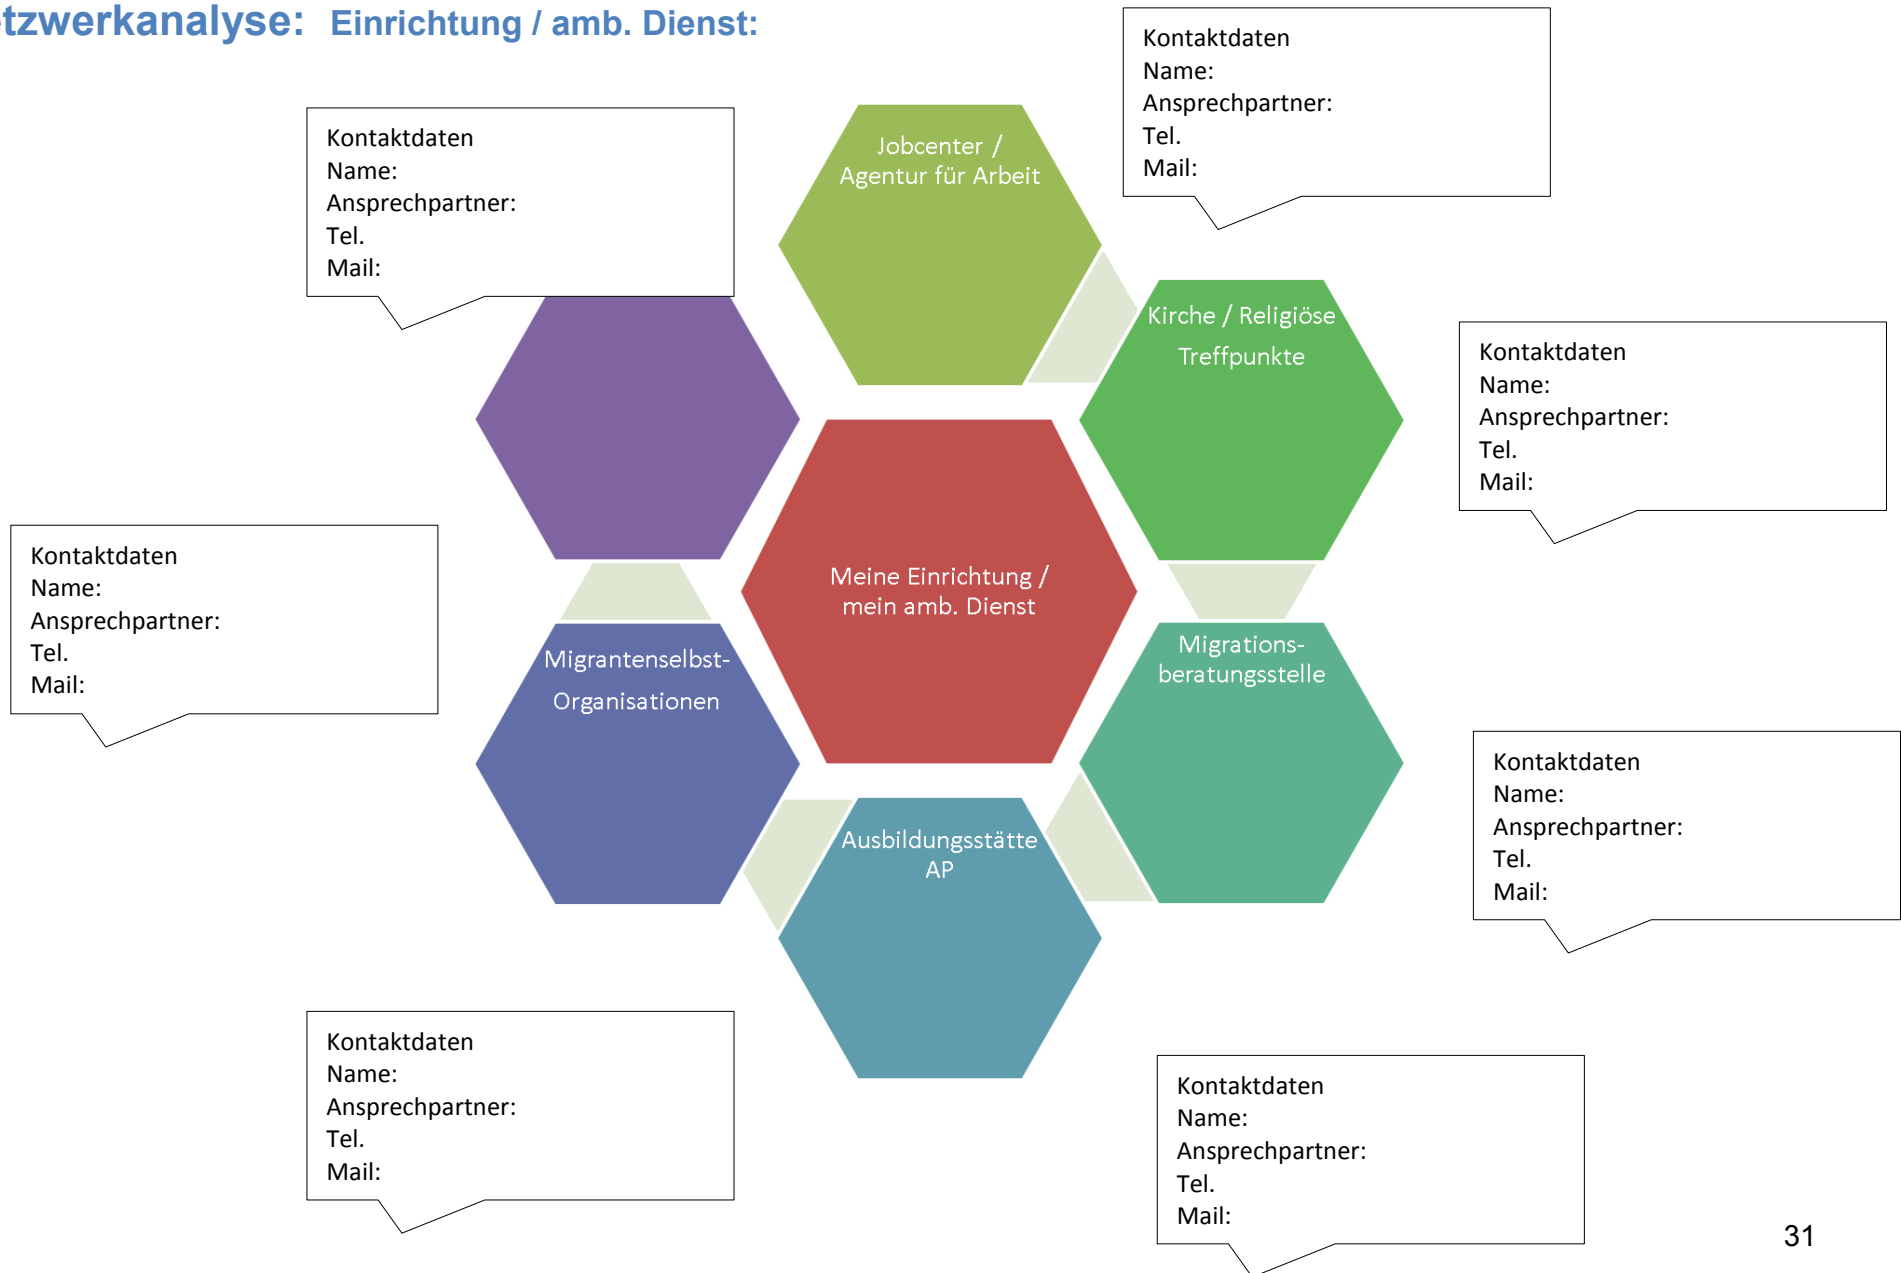 tzwerkanalyse: Einrichtung / amb. Dienst:
Kontaktdaten
Name:
Ansprechpartner:
Tel.
Mail:
Kontaktdaten
Name:
Ansprechpartner:
Tel.
Mail:
Jobcenter /
Agentur für Arbeit
Kirche / Religiöse
Treffpunkte
Kontaktdaten
Name:
Ansprechpartner:
Tel.
Mail:
Kontaktdaten
Name:
Ansprechpartner:
Tel.
Mail:
Meine Einrichtung /
mein amb. Dienst
Migrantenselbst-
Organisationen
Migrations-
beratungsstelle
Kontaktdaten
Name:
Ansprechpartner:
Tel.
Mail:
Ausbildungsstätte
AP
Kontaktdaten
Name:
Ansprechpartner:
Tel.
Mail:
Kontaktdaten
Name:
Ansprechpartner:
Tel.
Mail:
31